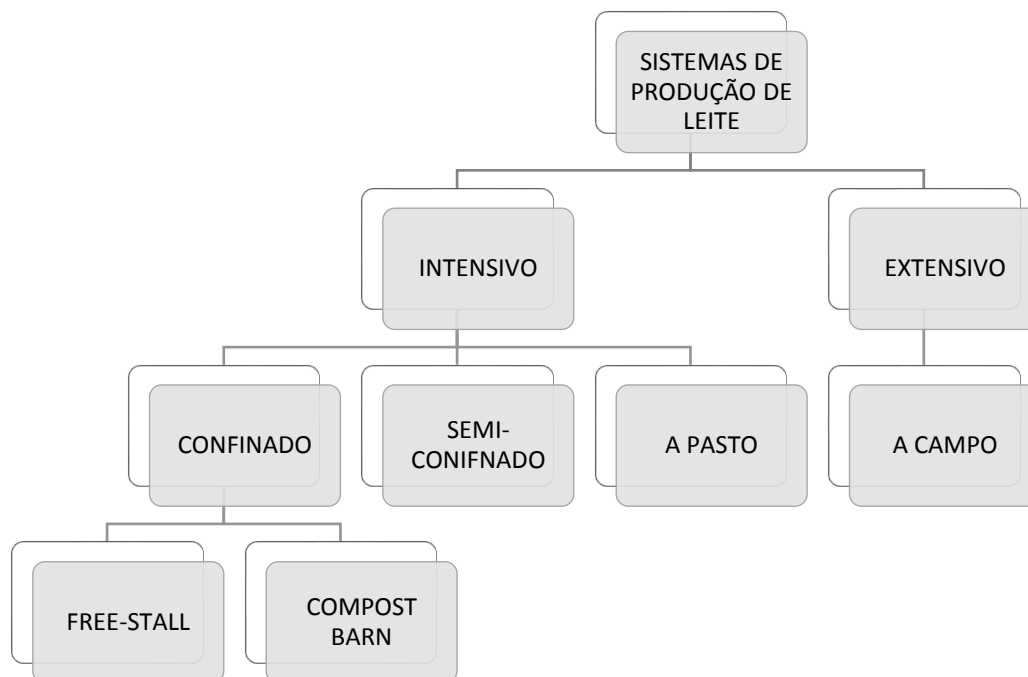 SISTEMAS DE
PRODUÇÃO DE
LEITE
INTENSIVO
EXTENSIVO
CONFINADO
SEMI-
CONIFNADO
A PASTO
A CAMPO
FREE-STALL
COMPOST
BARN